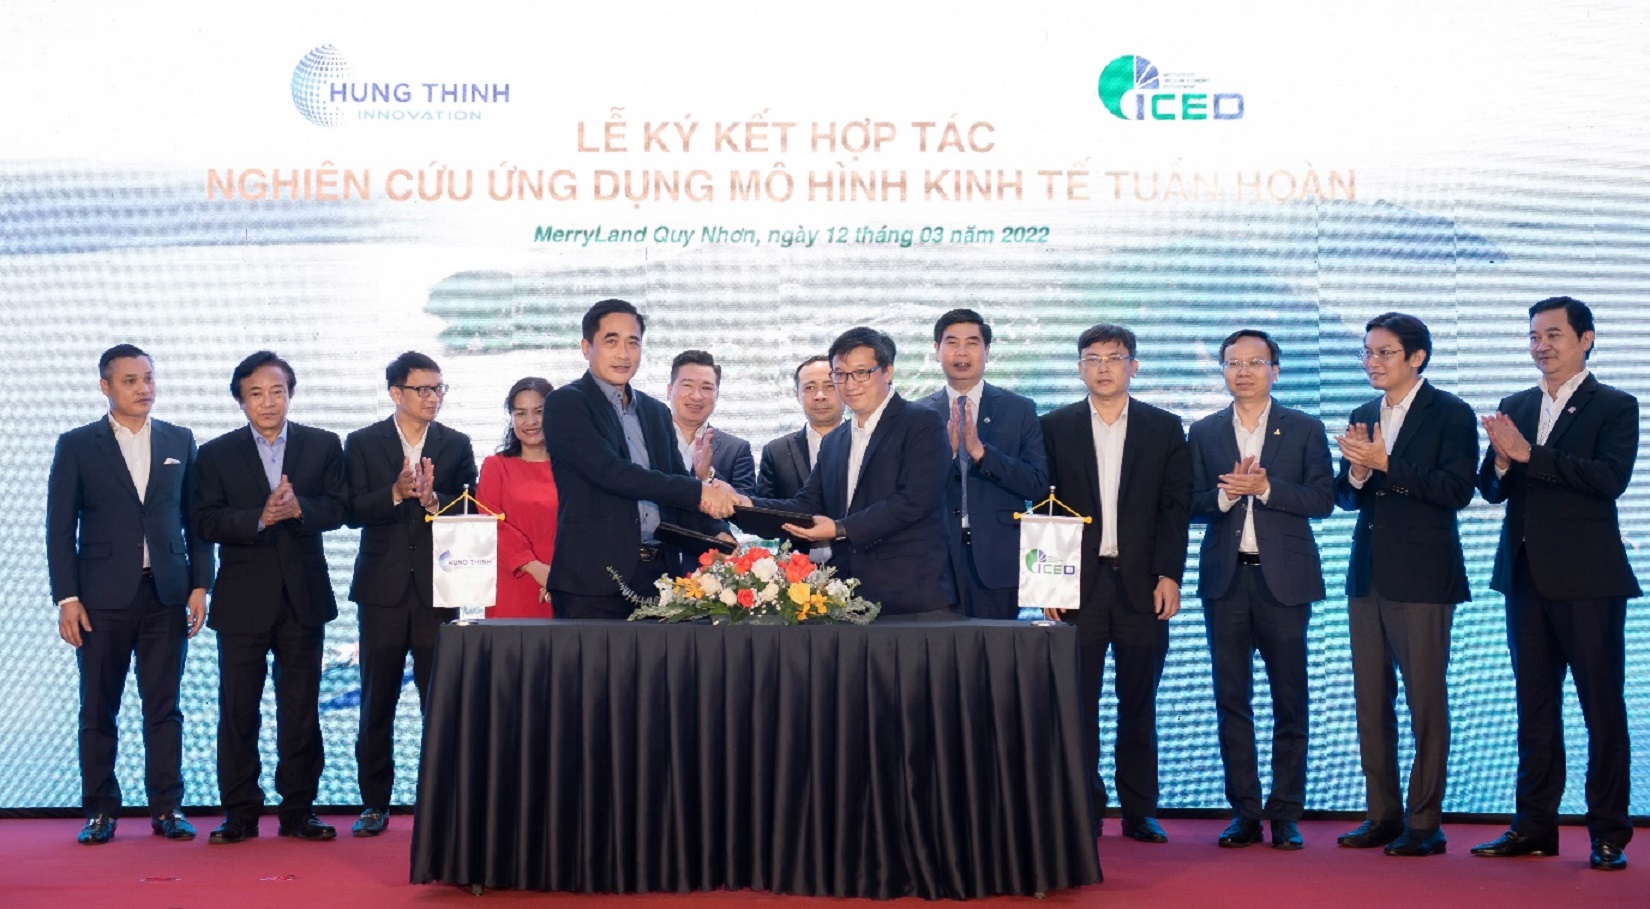 HUNG THINH
INNOVATION
ICED
LỄ KÝ KẾT HỢP TÁC
NGHIÊN CỨU ỨNG DỤNG MÔ HÌNH KINH TẾ TUẦN HOÀN
MerryLand Quy Nhơn, ngày 12 tháng 03 năm 2022
HUNG THINH
ICED